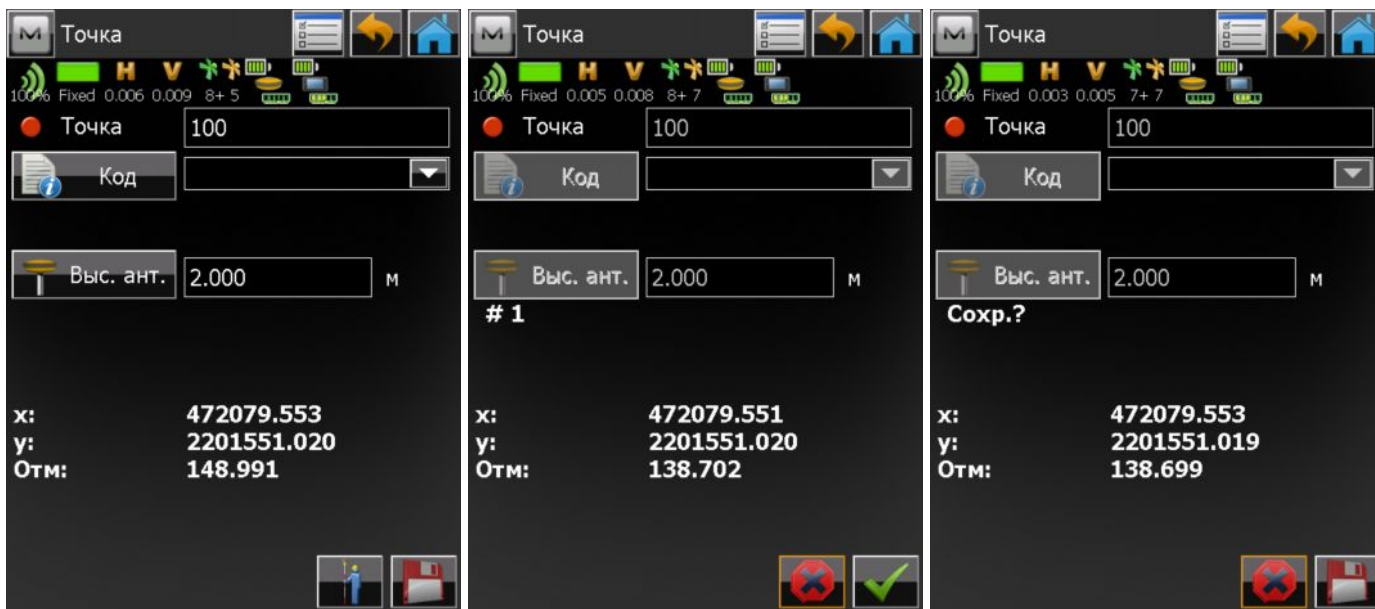 Точка
H V
100% Fixed 0.006 0.009 8+ 5
Точка 100
Код
Выс. ант. 2.000 м
x: 472079.553
y: 2201551.020
Отм: 148.991
Точка
H V
100% Fixed 0.005 0.008 8+ 7
Точка 100
Код
Выс. ант. 2.000 м
# 1
x: 472079.551
y: 2201551.020
Отм: 138.702
Точка
H V
100% Fixed 0.003 0.005 7+ 7
Точка 100
Код
Выс. ант. 2.000 м
Сохр.?
x: 472079.553
y: 2201551.019
Отм: 138.699